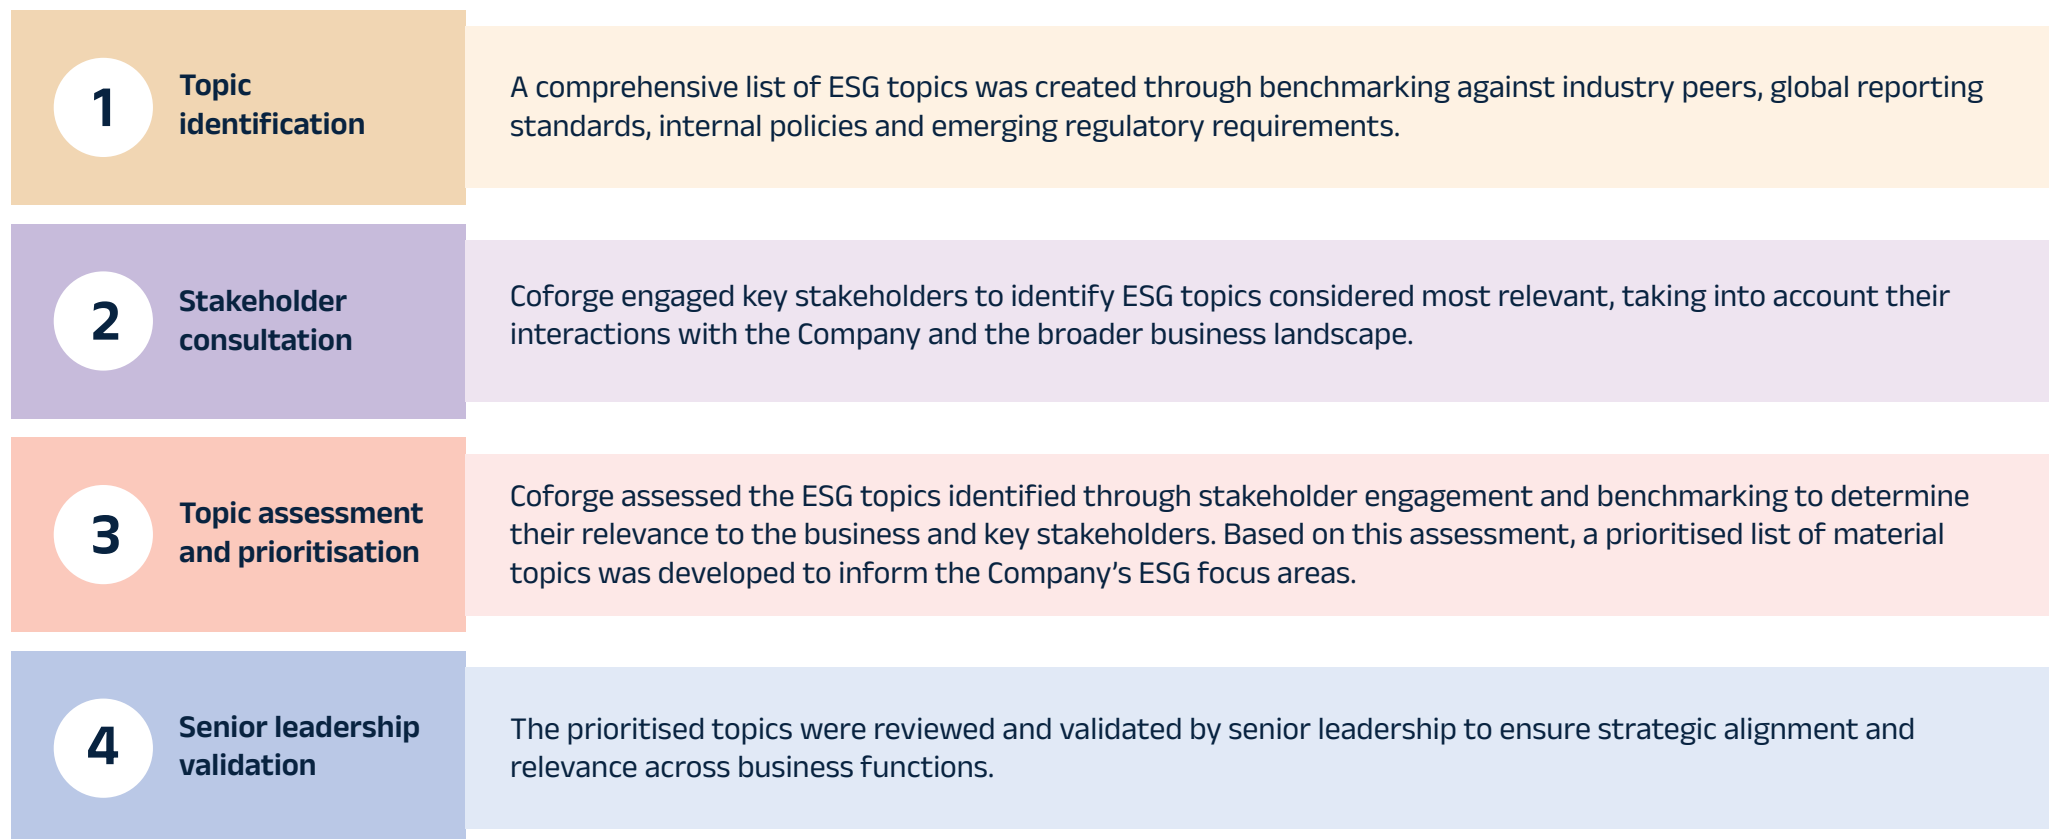 1
Topic
identification
A comprehensive list of ESG topics was created through benchmarking against industry peers, global reporting
standards, internal policies and emerging regulatory requirements.
2
Stakeholder
consultation
Coforge engaged key stakeholders to identify ESG topics considered most relevant, taking into account their
interactions with the Company and the broader business landscape.
3
Topic assessment
and prioritisation
Coforge assessed the ESG topics identified through stakeholder engagement and benchmarking to determine
their relevance to the business and key stakeholders. Based on this assessment, a prioritised list of material
topics was developed to inform the Company’s ESG focus areas.
4
Senior leadership
validation
The prioritised topics were reviewed and validated by senior leadership to ensure strategic alignment and
relevance across business functions.